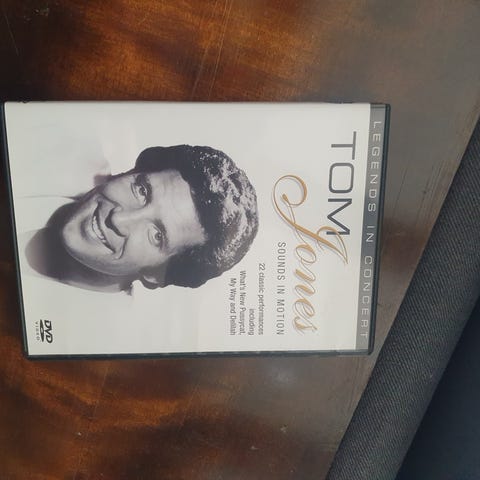 LEGENDS IN CONCERT
TOM
Jones
SOUNDS IN MOTION
22 classic performances
including
What's New Pussycat,
My Way and Delilah
DVD
VIDEO